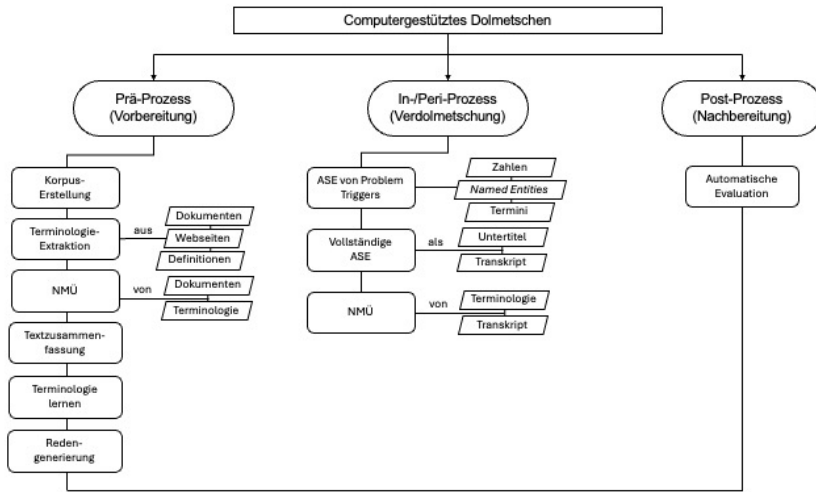 Computergestütztes Dolmetschen
Prä-Prozess
(Vorbereitung)
In-/Peri-Prozess
(Verdolmetschung)
Post-Prozess
(Nachbereitung)
Korpus-
Erstellung
Terminologie-
Extraktion
aus
Dokumenten
Webseiten
Definitionen
NMÜ
von
Dokumenten
Terminologie
Textzusammen-
fassung
Terminologie
lernen
Reden-
generierung
ASE von Problem
Triggers
Zahlen
Named Entities
Termini
Vollständige
ASE
als
Untertitel
Transkript
NMÜ
von
Terminologie
Transkript
Automatische
Evaluation